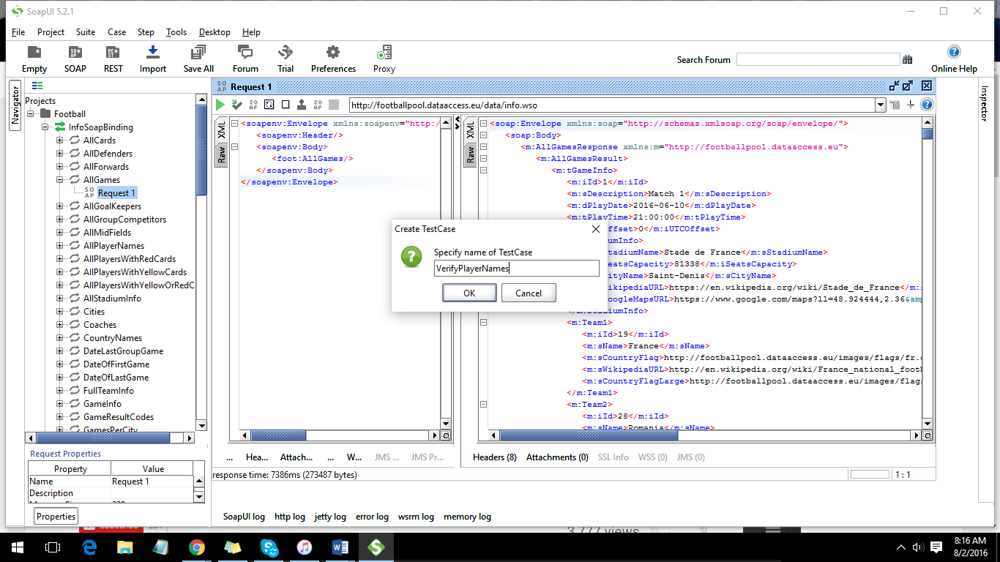 SoapUI 5.2.1
File Project Suite Case Step Tools Desktop Help
Empty SOAP REST Import Save All Forum Trial Preferences Proxy
Search Forum
Online Help
Navigator
Projects
Football
InfoSoapBinding
AllCards
AllDefenders
AllForwards
AllGames
SO AP Request 1
AllGoalKeepers
AllGroupCompetitors
AllMidFields
AllPlayerNames
AllPlayersWithRedCards
AllPlayersWithYellowCards
AllPlayersWithYellowOrRedC
AllStadiumInfo
Cities
Coaches
CountryNames
DateLastGroupGame
DateOfFirstGame
DateOfLastGame
FullTeamInfo
GameInfo
GameResultCodes
GamesPerCity
Request Properties
Property Value
Name Request 1
Description
Properties
SO AP Request 1
http://footballpool.dataaccess.eu/data/info.wso
XML
Raw
<soapenv:Envelope xmlns:soapenv="http:/
<soapenv:Header/>
<soapenv:Body>
<foot:AllGames/>
</soapenv:Body>
</soapenv:Envelope>
XML
Raw
<soap:Envelope xmlns:soap="http://schemas.xmlsoap.org/soap/envelope/">
<soap:Body>
<m:AllGamesResponse xmlns:m="http://footballpool.dataaccess.eu">
<m:AllGamesResult>
<m:tGameInfo>
<m:iId>1</m:iId>
<m:sDescription>Match 1</m:sDescription>
<m:dPlayDate>2016-06-10</m:dPlayDate>
<m:tPlayTime>21:00:00</m:tPlayTime>
ffset>0</m:iUTCOffset>
umInfo>
tadiumName>Stade de France</m:sStadiumName>
eatsCapacity>81338</m:iSeatsCapacity>
ityName>Saint-Denis</m:sCityName>
ikipediaURL>https://en.wikipedia.org/wiki/Stade_de_France</m:s
oogleMapsURL>https://www.google.com/maps?ll=48.924444,2.36&amp
</m:StadiumInfo>
<m:Team1>
<m:iId>19</m:iId>
<m:sName>France</m:sName>
<m:sCountryFlag>http://footballpool.dataaccess.eu/images/flags/fr.
<m:sWikipediaURL>http://en.wikipedia.org/wiki/France_national_foot
<m:sCountryFlagLarge>http://footballpool.dataaccess.eu/images/flags
</m:Team1>
<m:Team2>
<m:iId>28</m:iId>
<m:sName>Romania</m:sName>
Create TestCase
Specify name of TestCase
VerifyPlayerNames
OK Cancel
... Hea... Attach... ... W... JMS ... JMS Pr...
Headers (8) Attachments (0) SSL Info WSS (0) JMS (0)
response time: 7386ms (273487 bytes)
1 : 1
Inspector
SoapUI log http log jetty log error log wsrm log memory log
3,777 views
8:16 AM
8/2/2016